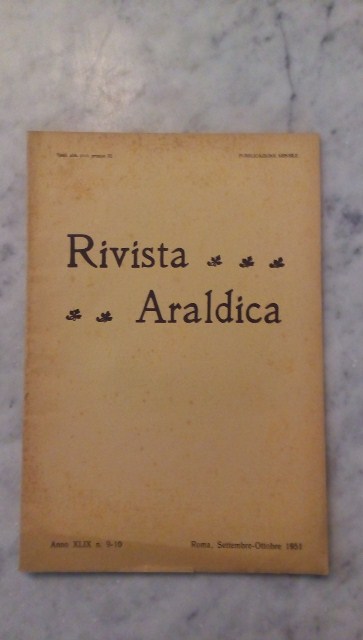 Rivista
Araldica
Anno XLIX n. 9-10
Roma, Settembre-Ottobre 1951